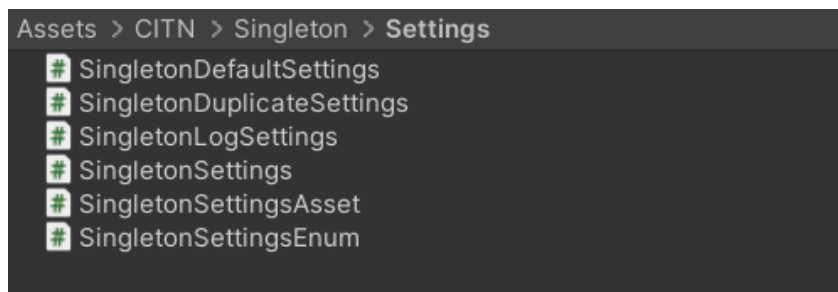 Assets > CITN > Singleton > Settings
# SingletonDefaultSettings
# SingletonDuplicateSettings
# SingletonLogSettings
# SingletonSettings
# SingletonSettingsAsset
# SingletonSettingsEnum